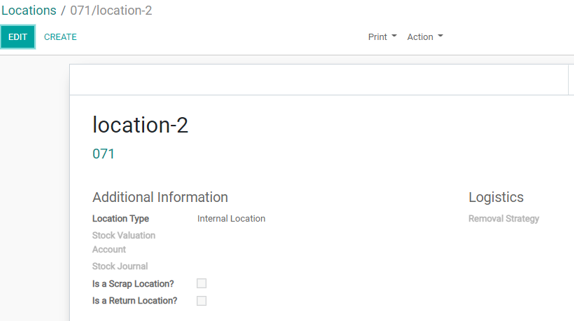 Locations / 071/location-2
EDIT CREATE Print Action
location-2
071
Additional Information Logistics
Location Type Internal Location Removal Strategy
Stock Valuation
Account
Stock Journal
Is a Scrap Location?
Is a Return Location?